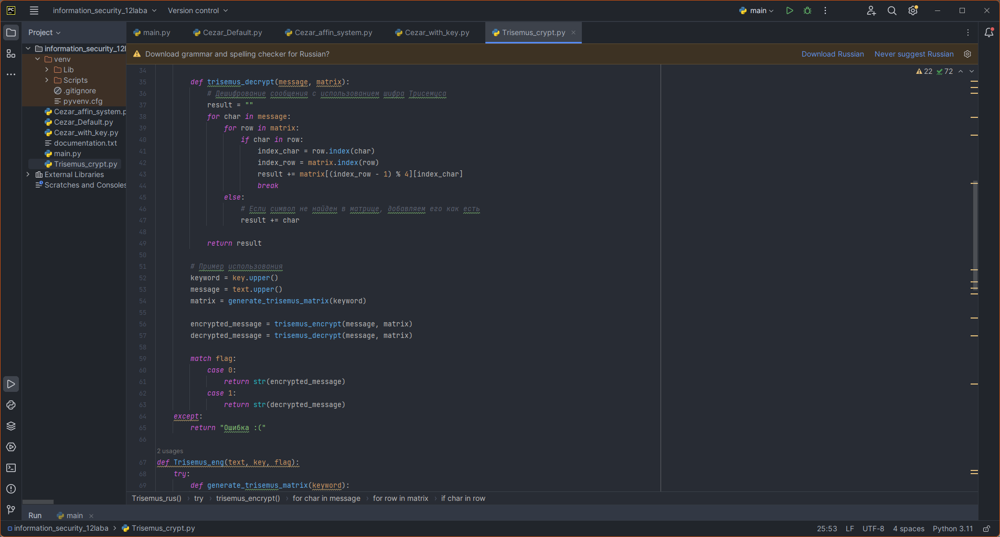 PC information_security_12laba Version control main
Project
main.py Cezar_Default.py Cezar_affin_system.py Cezar_with_key.py Trisemus_crypt.py
Download grammar and spelling checker for Russian? Download Russian Never suggest Russian
22 72
information_security_12l
venv
Lib
Scripts
.gitignore
pyvenv.cfg
Cezar_affin_system.p
Cezar_Default.py
Cezar_with_key.py
documentation.txt
main.py
Trisemus_crypt.py
External Libraries
Scratches and Consoles
34
35 def trisemus_decrypt(message, matrix):
36 # Дешифрование сообщения с использованием шифра Трисемуса
37 result = ""
38 for char in message:
39 for row in matrix:
40 if char in row:
41 index_char = row.index(char)
42 index_row = matrix.index(row)
43 result += matrix[(index_row - 1) % 4][index_char]
44 break
45 else:
46 # Если символ не найден в матрице, добавляем его как есть
47 result += char
48
49 return result
50
51 # Пример использования
52 keyword = key.upper()
53 message = text.upper()
54 matrix = generate_trisemus_matrix(keyword)
55
56 encrypted_message = trisemus_encrypt(message, matrix)
57 decrypted_message = trisemus_decrypt(message, matrix)
58
59 match flag:
60 case 0:
61 return str(encrypted_message)
62 case 1:
63 return str(decrypted_message)
64 except:
65 return "Ошибка :("
66
2 usages
67 def Trisemus_eng(text, key, flag):
68 try:
69 def generate_trisemus_matrix(keyword):
Trisemus_rus() › try › trisemus_encrypt() › for char in message › for row in matrix › if char in row
Run main
information_security_12laba › Trisemus_crypt.py 25:53 LF UTF-8 4 spaces Python 3.11